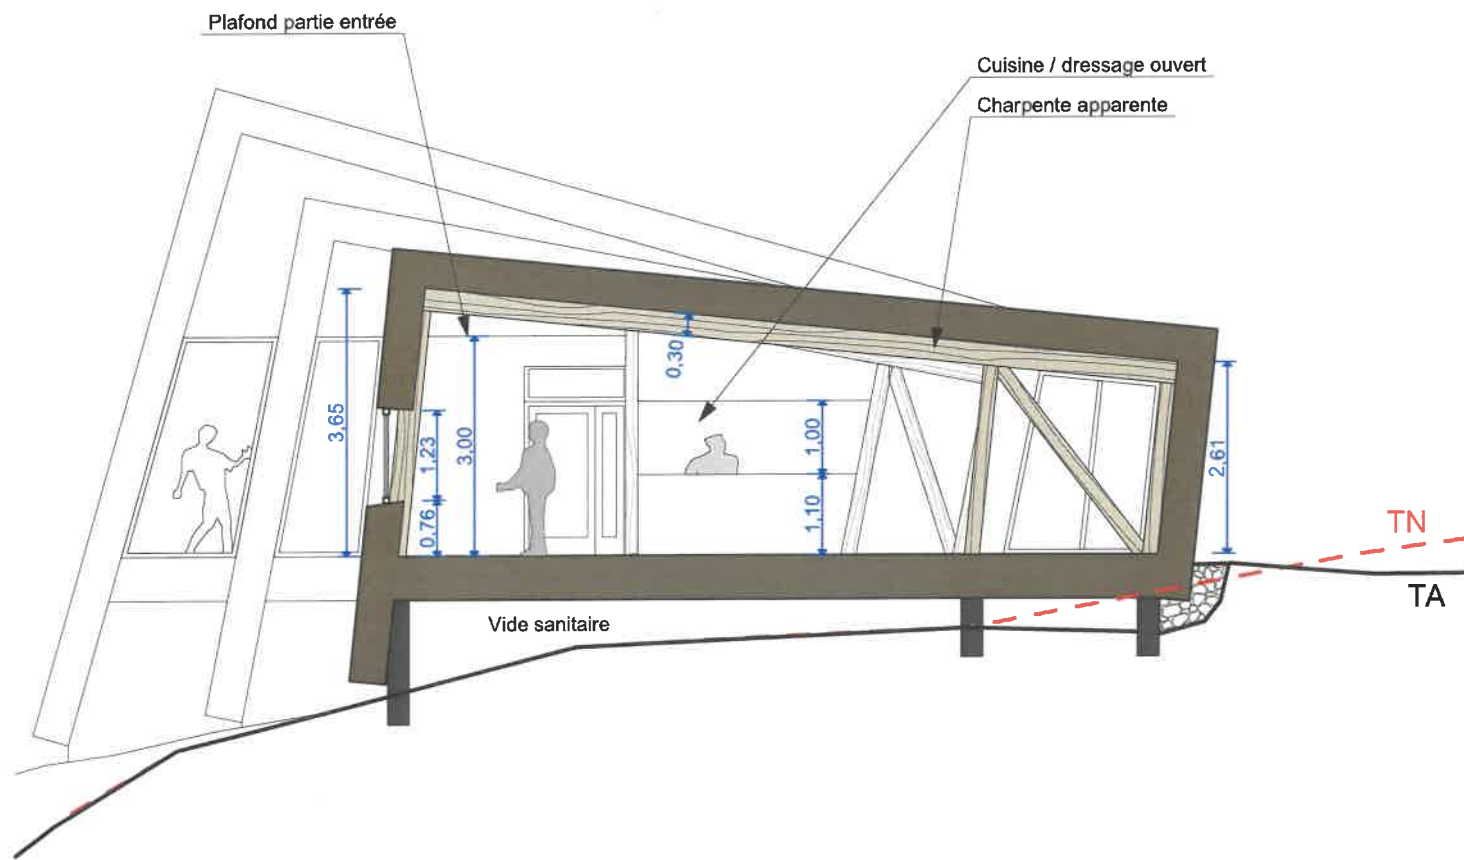 Plafond partie entrée
Cuisine / dressage ouvert
Charpente apparente
3,65
1,23
0,76
3,00
0,30
1,00
1,10
2,61
TN
TA
Vide sanitaire